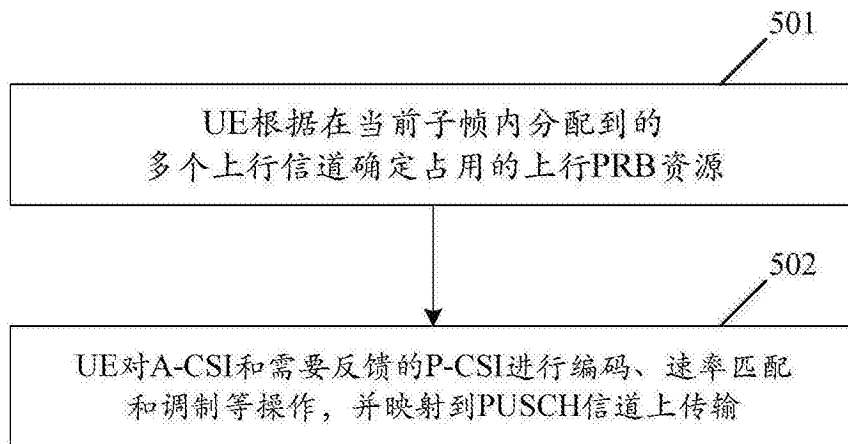 501
UE根据在当前子帧内分配到的
多个上行信道确定占用的上行PRB资源
502
UE对A-CSI和需要反馈的P-CSI进行编码、速率匹配
和调制等操作，并映射到PUSCH信道上传输